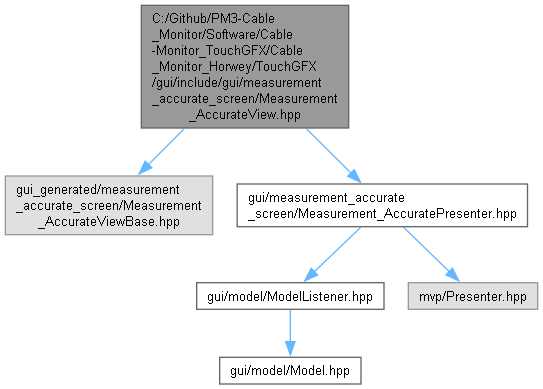 C:/Github/PM3-Cable
_Monitor/Software/Cable
-Monitor_TouchGFX/Cable
_Monitor_Horwey/TouchGFX
/gui/include/gui/measurement
_accurate_screen/Measurement
_AccurateView.hpp
gui_generated/measurement
_accurate_screen/Measurement
_AccurateViewBase.hpp
gui/measurement_accurate
_screen/Measurement_AccuratePresenter.hpp
gui/model/ModelListener.hpp
mvp/Presenter.hpp
gui/model/Model.hpp